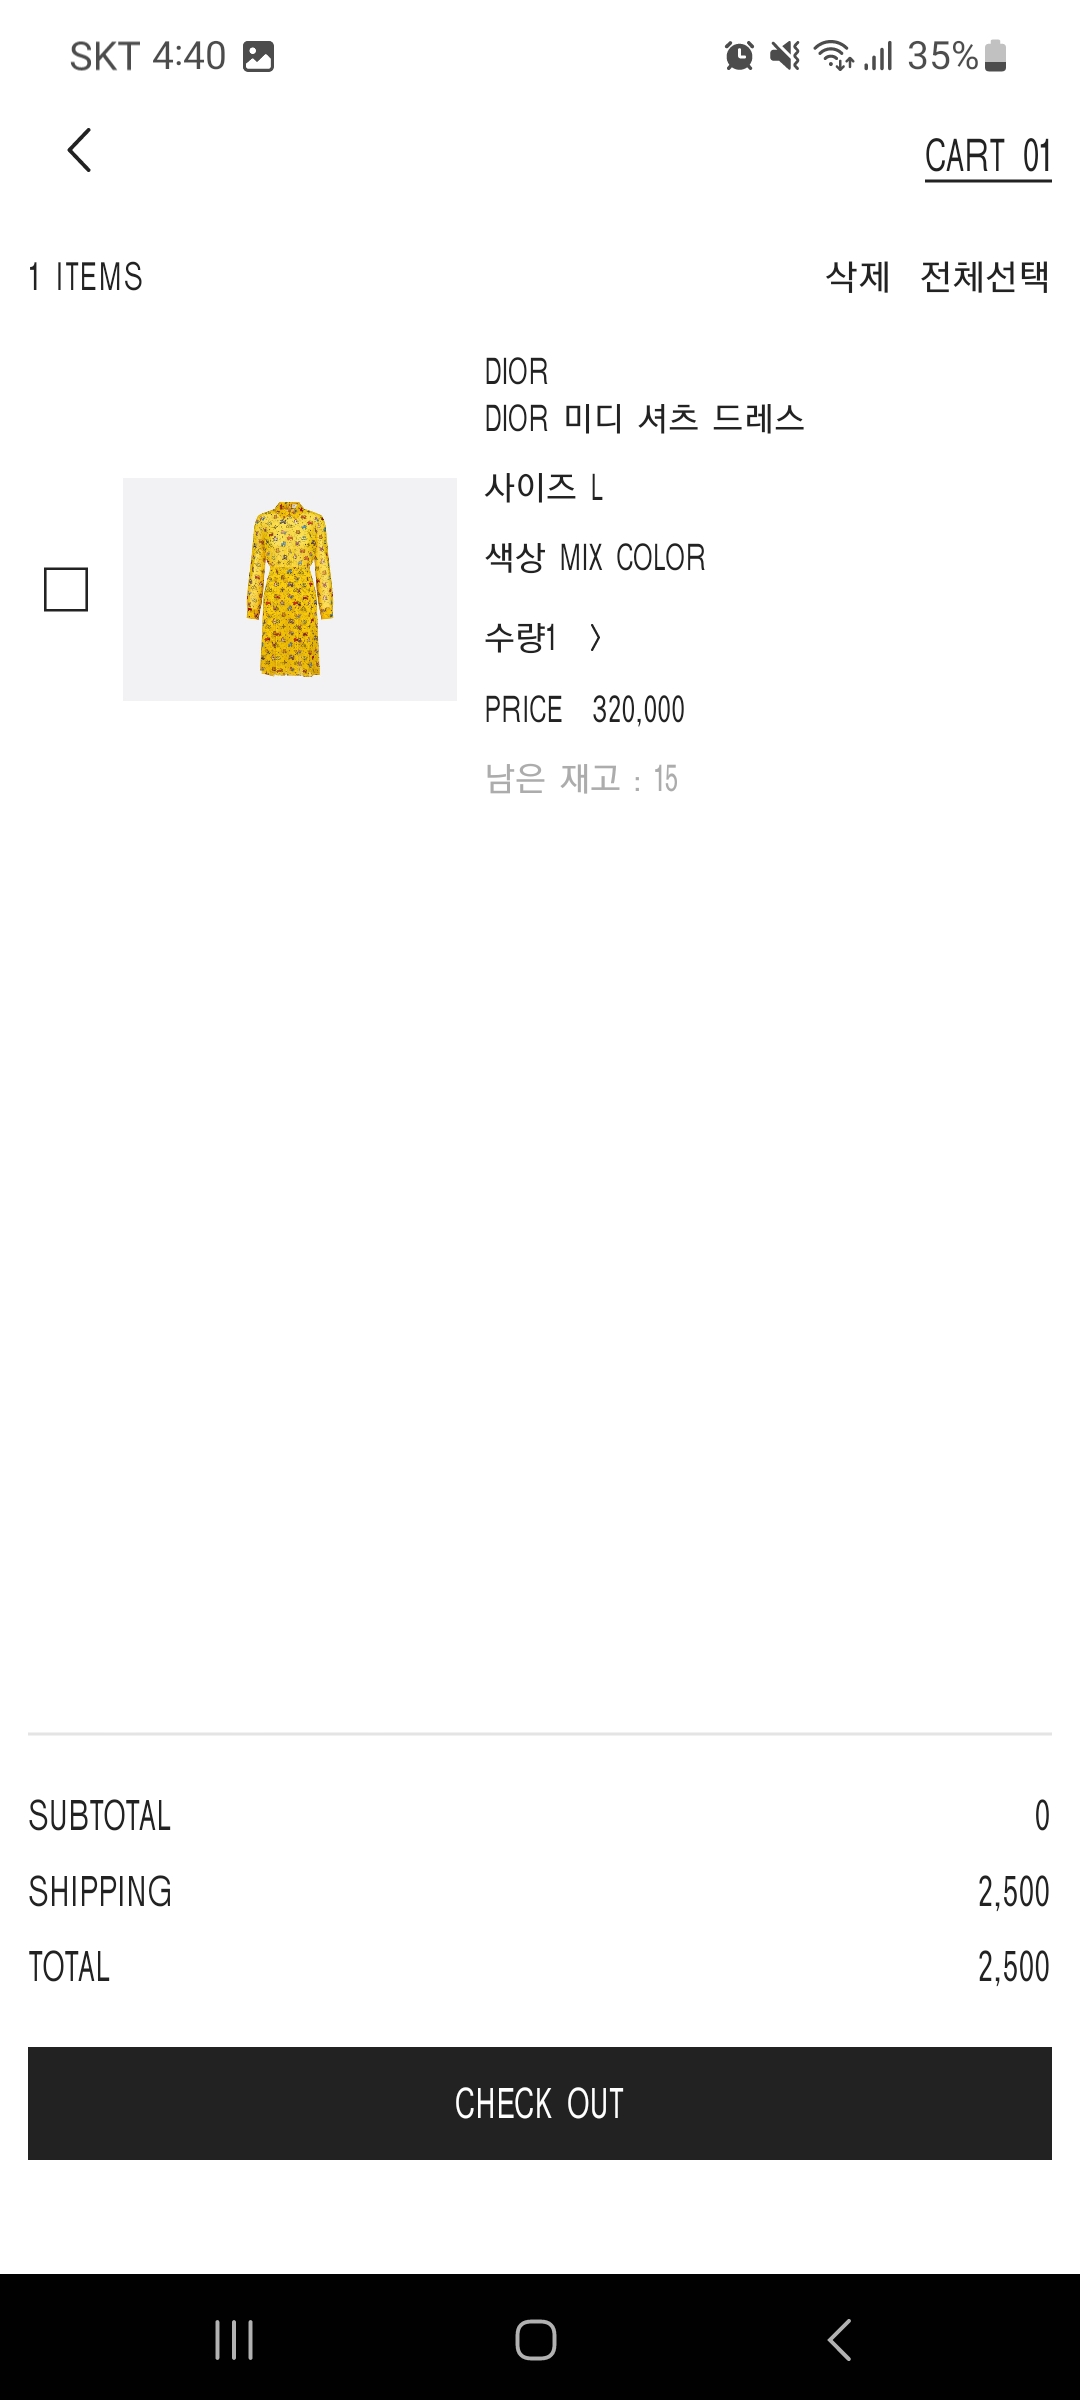 SKT 4:40 35%
CART 01
1 ITEMS 삭제 전체선택
DIOR
DIOR 미디 셔츠 드레스
사이즈 L
색상 MIX COLOR
수량1 〉
PRICE 320,000
남은 재고 : 15
SUBTOTAL 0
SHIPPING 2,500
TOTAL 2,500
CHECK OUT